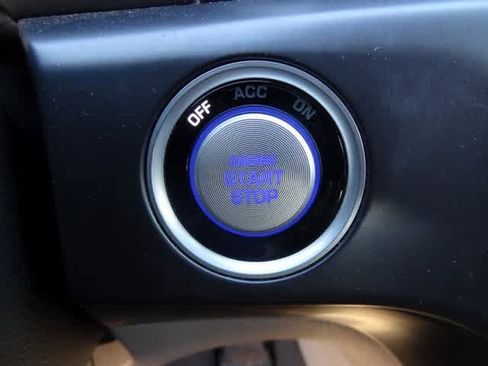 OFF ACC ON
ENGINE
START
STOP